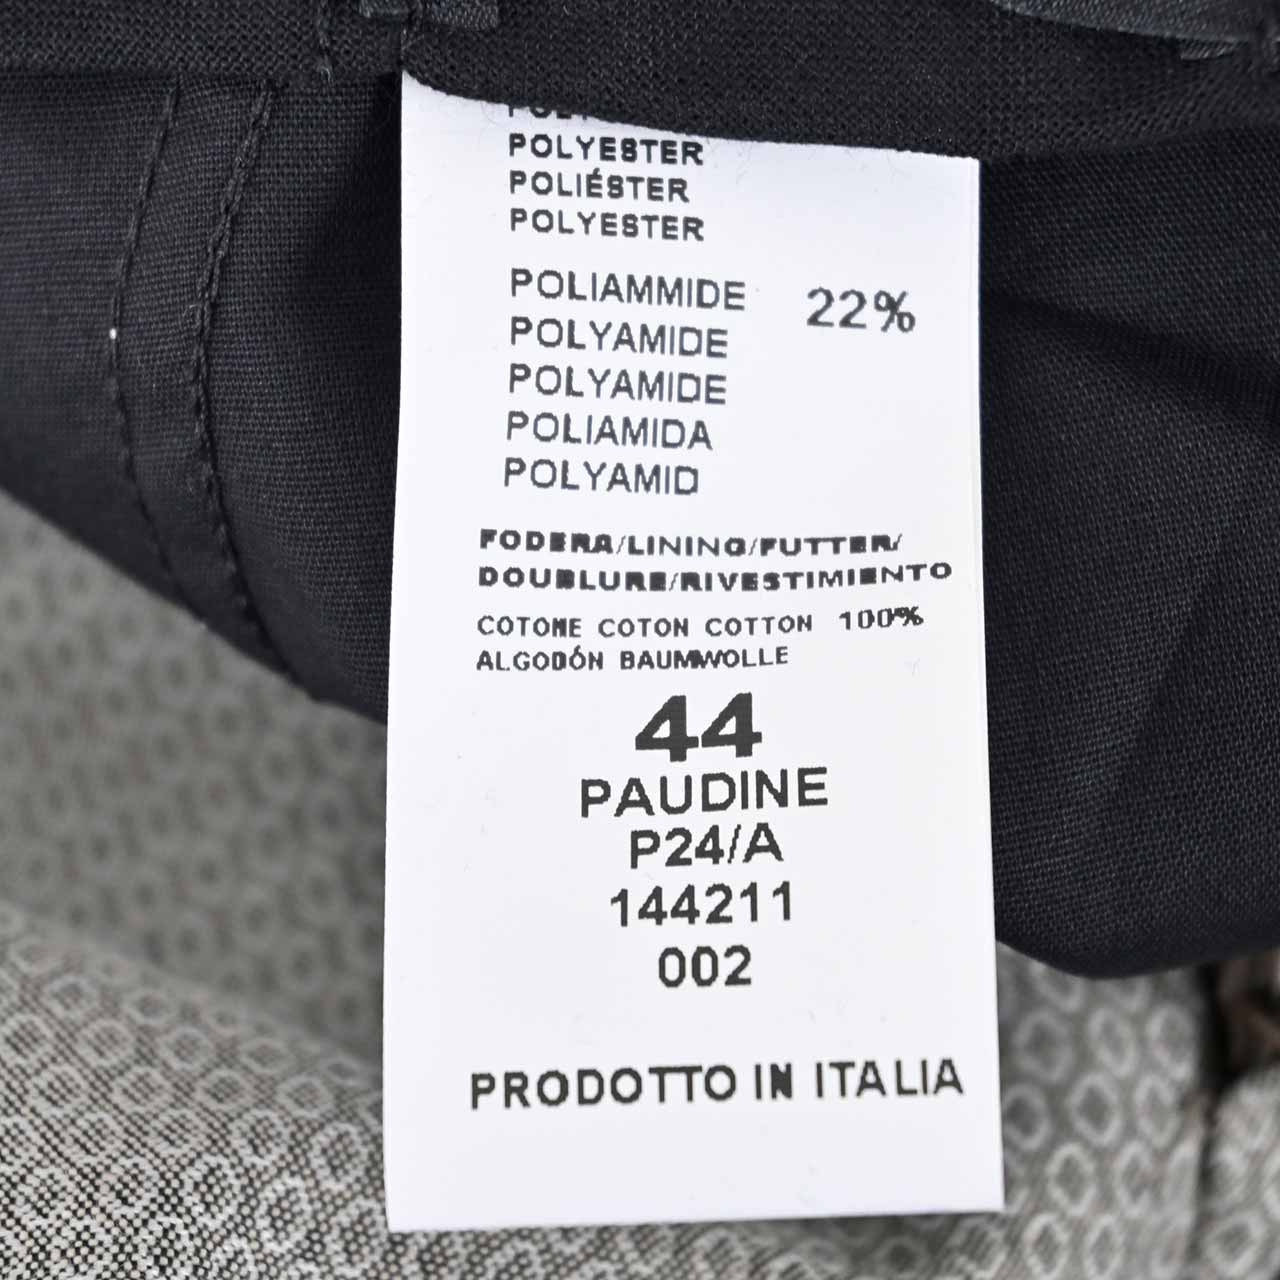 POLYESTER
POLIÉSTER
POLYESTER
POLIAMMIDE 22%
POLYAMIDE
POLYAMIDE
POLIAMIDA
POLYAMID
FODERA/LINING/FUTTER/
DOUBLURE/RIVESTIMIENTO
COTONE COTON COTTON 100%
ALGODÓN BAUMWOLLE
44
PAUDINE
P24/A
144211
002
PRODOTTO IN ITALIA